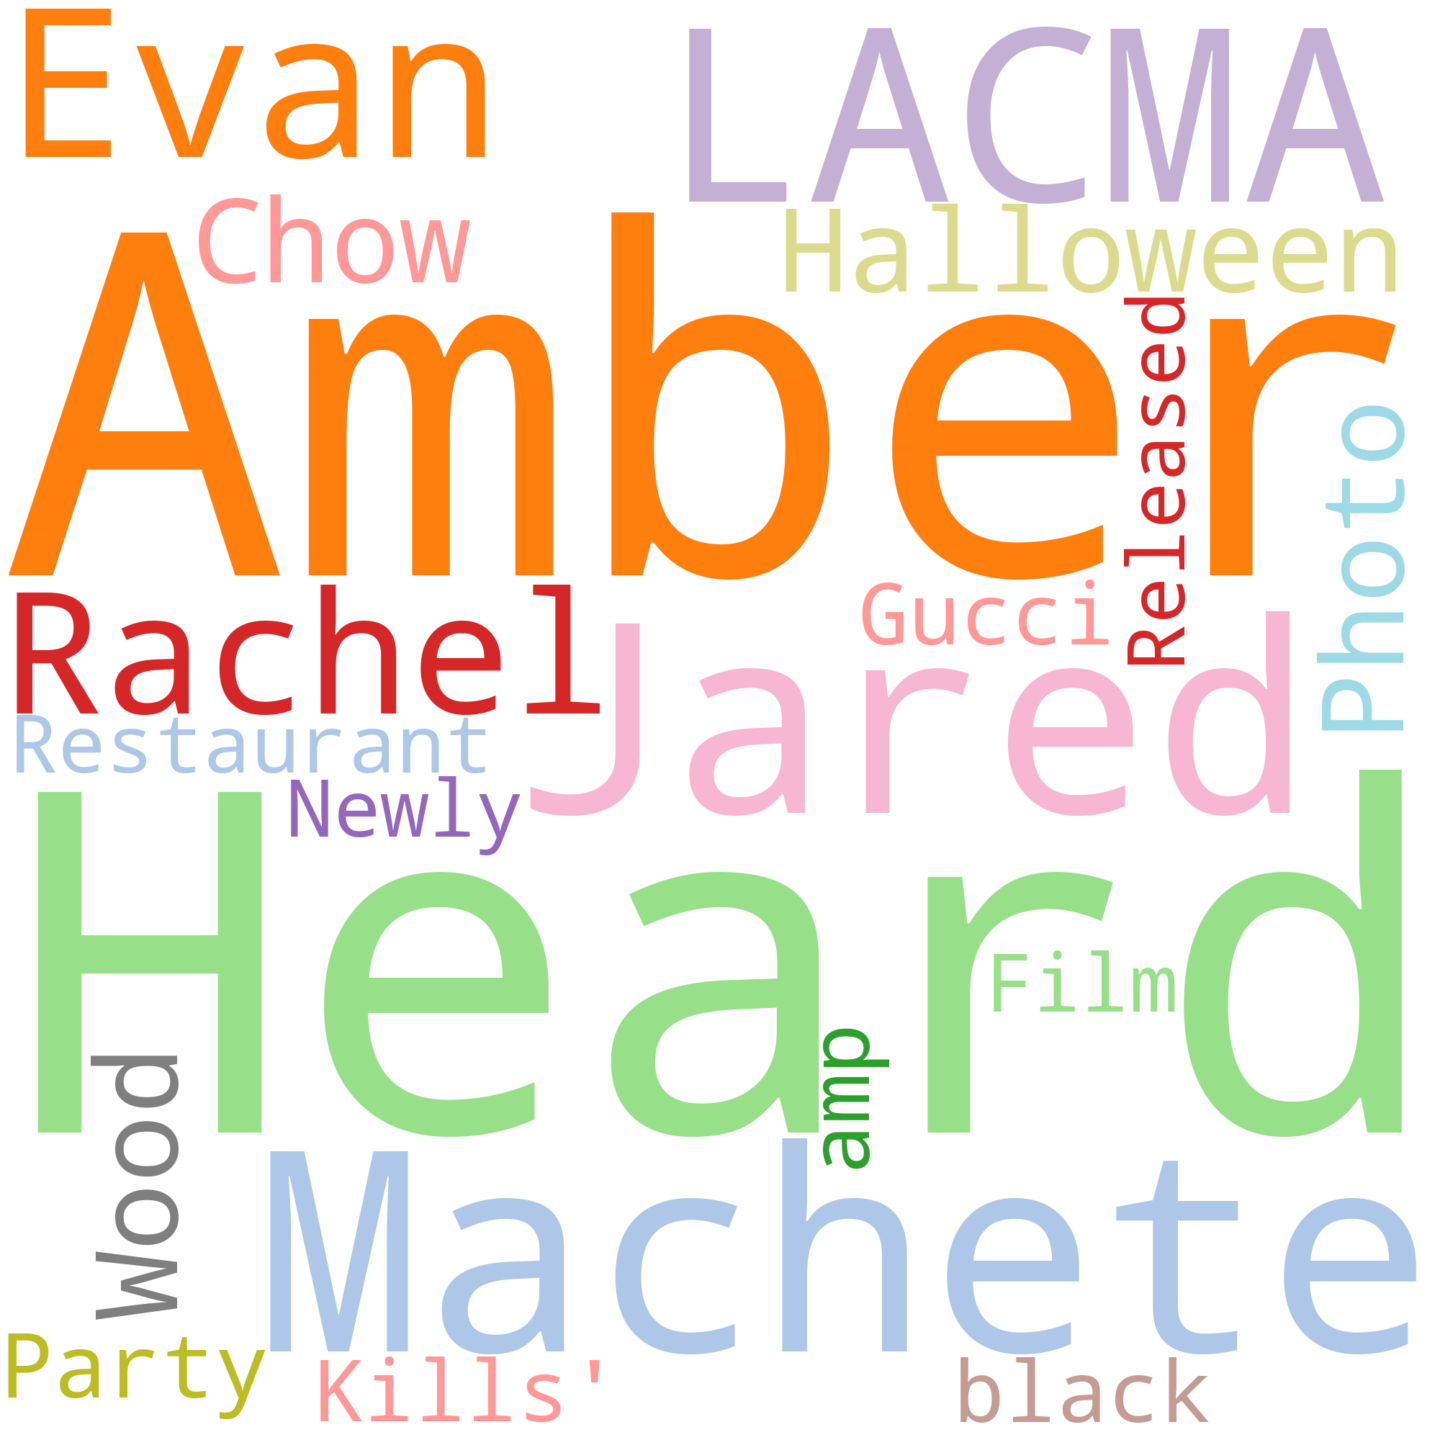 Evan
LACMA
Chow
Halloween
Amber
Released
Photo
Rachel
Gucci
Jared
Restaurant
Newly
Heard
Film
amp
Wood
Machete
Party
Kills'
black